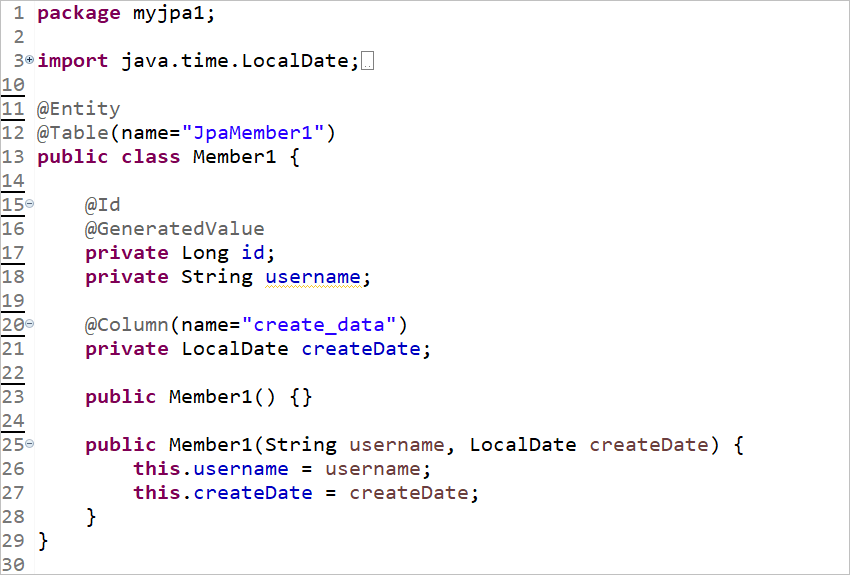 1 package myjpa1;
2
3 import java.time.LocalDate;
10
11 @Entity
12 @Table(name="JpaMember1")
13 public class Member1 {
14
15     @Id
16     @GeneratedValue
17     private Long id;
18     private String username;
19
20     @Column(name="create_data")
21     private LocalDate createDate;
22
23     public Member1() {}
24
25     public Member1(String username, LocalDate createDate) {
26         this.username = username;
27         this.createDate = createDate;
28     }
29 }
30